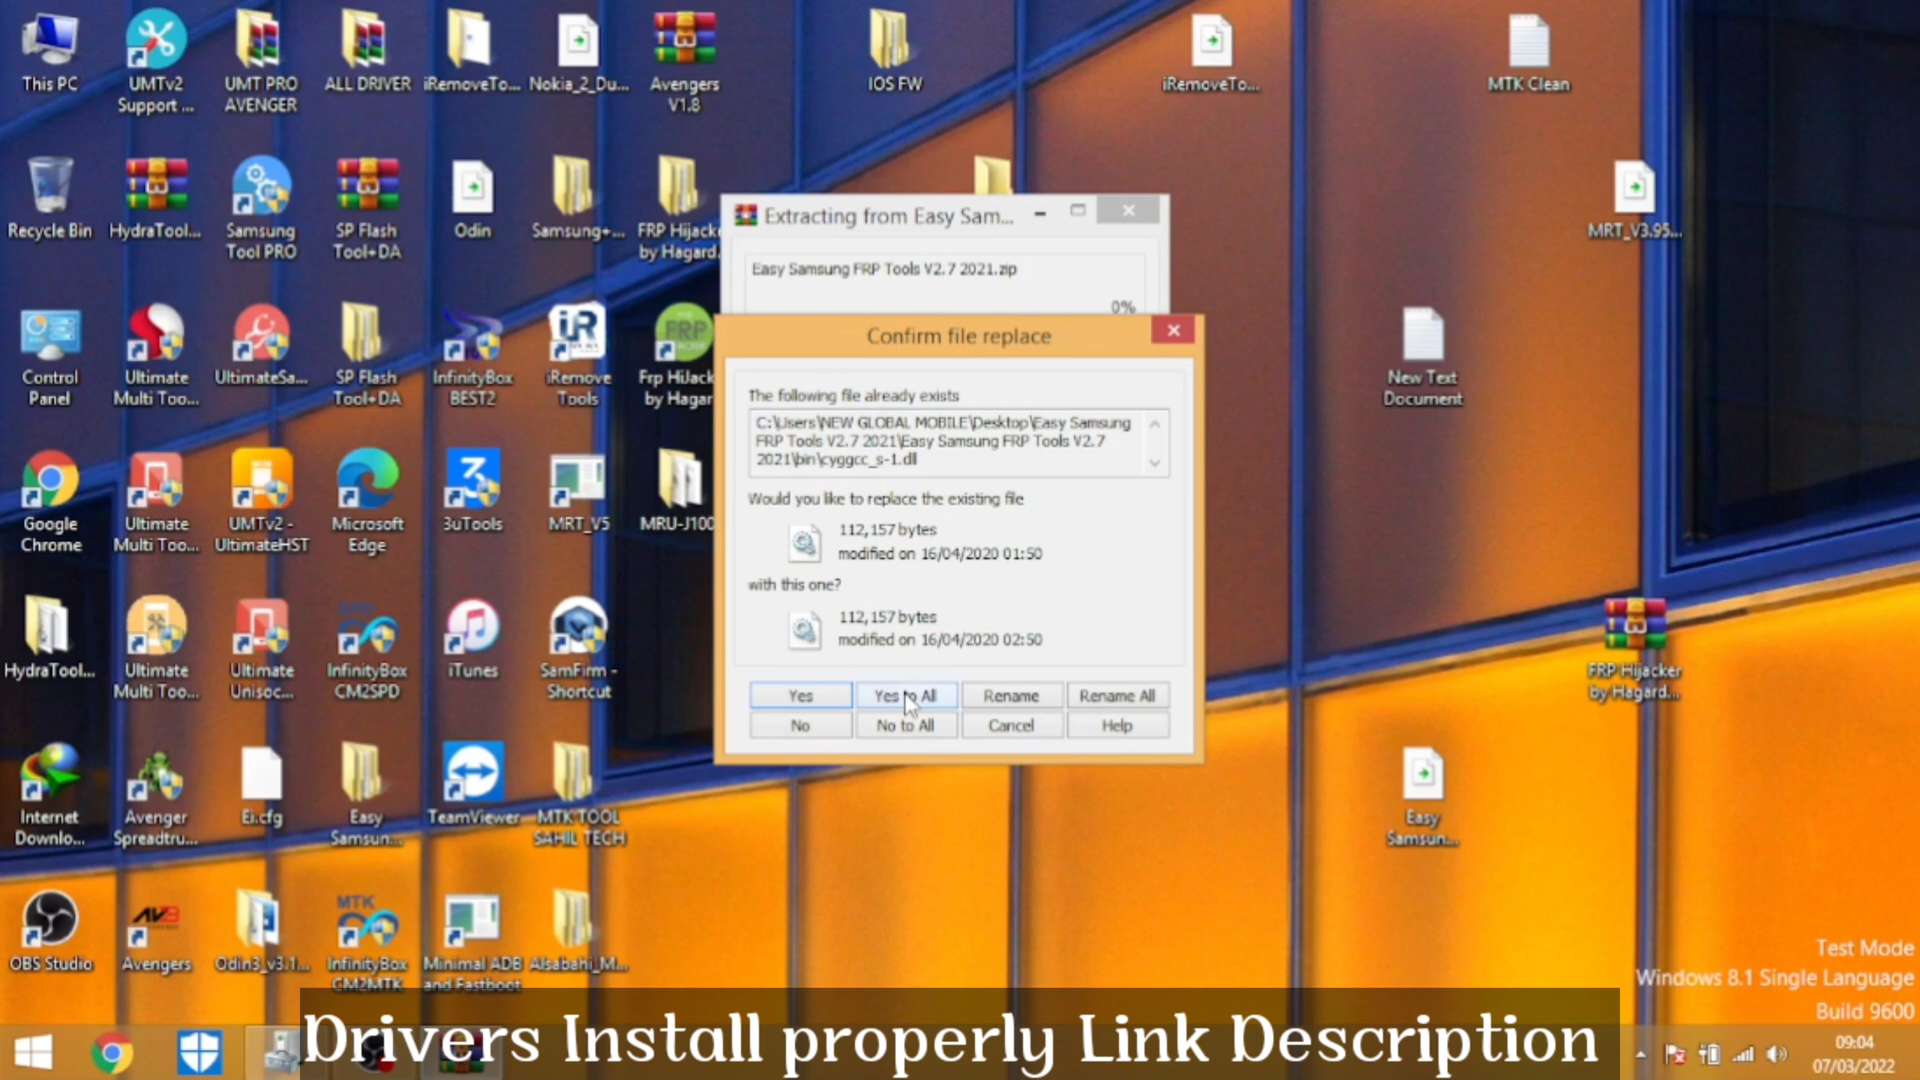 This PC
UMTv2
Support ...
UMT PRO
AVENGER
ALL DRIVER
iRemoveTo...
Nokia_2_Du...
Avengers
V1.8
IOS FW
iRemoveTo...
MTK Clean
Recycle Bin
HydraTool...
Samsung
Tool PRO
SP Flash
Tool+DA
Odin
Samsung+...
FRP Hijacke
by Hagard.
MRT_V3.95...
Extracting from Easy Sam...
Easy Samsung FRP Tools V2.7 2021.zip
0%
Confirm file replace
The following file already exists
C:\Users\NEW GLOBAL MOBILE\Desktop\Easy Samsung
FRP Tools V2.7 2021\Easy Samsung FRP Tools V2.7
2021\bin\cyggcc_s-1.dll
Would you like to replace the existing file
112,157 bytes
modified on 16/04/2020 01:50
with this one?
112,157 bytes
modified on 16/04/2020 02:50
Yes
Yes to All
Rename
Rename All
No
No to All
Cancel
Help
Control
Panel
Ultimate
Multi Too...
UltimateSa...
SP Flash
Tool+DA
InfinityBox
BEST2
iR
iRemove
Tools
FRP
Frp HiJack
by Hagar
New Text
Document
Google
Chrome
Ultimate
Multi Too...
UMTv2 -
UltimateHST
Microsoft
Edge
3uTools
MRT_V5
MRU-J100
HydraTool...
Ultimate
Multi Too...
Ultimate
Unisoc...
InfinityBox
CM2SPD
iTunes
SamFirm -
Shortcut
FRP Hijacker
by Hagard...
Internet
Downlo...
Avenger
Spreadtru...
Ei.cfg
Easy
Samsun...
TeamViewer
MTK TOOL
SAHIL TECH
Easy
Samsun...
OBS Studio
Avengers
Odin3_v3.1...
MTK
InfinityBox
CM2MTK
Minimal ADB
and Fastboot
Alsabahi_M...
Test Mode
Windows 8.1 Single Language
Build 9600
Drivers Install properly Link Description
09:04
07/03/2022